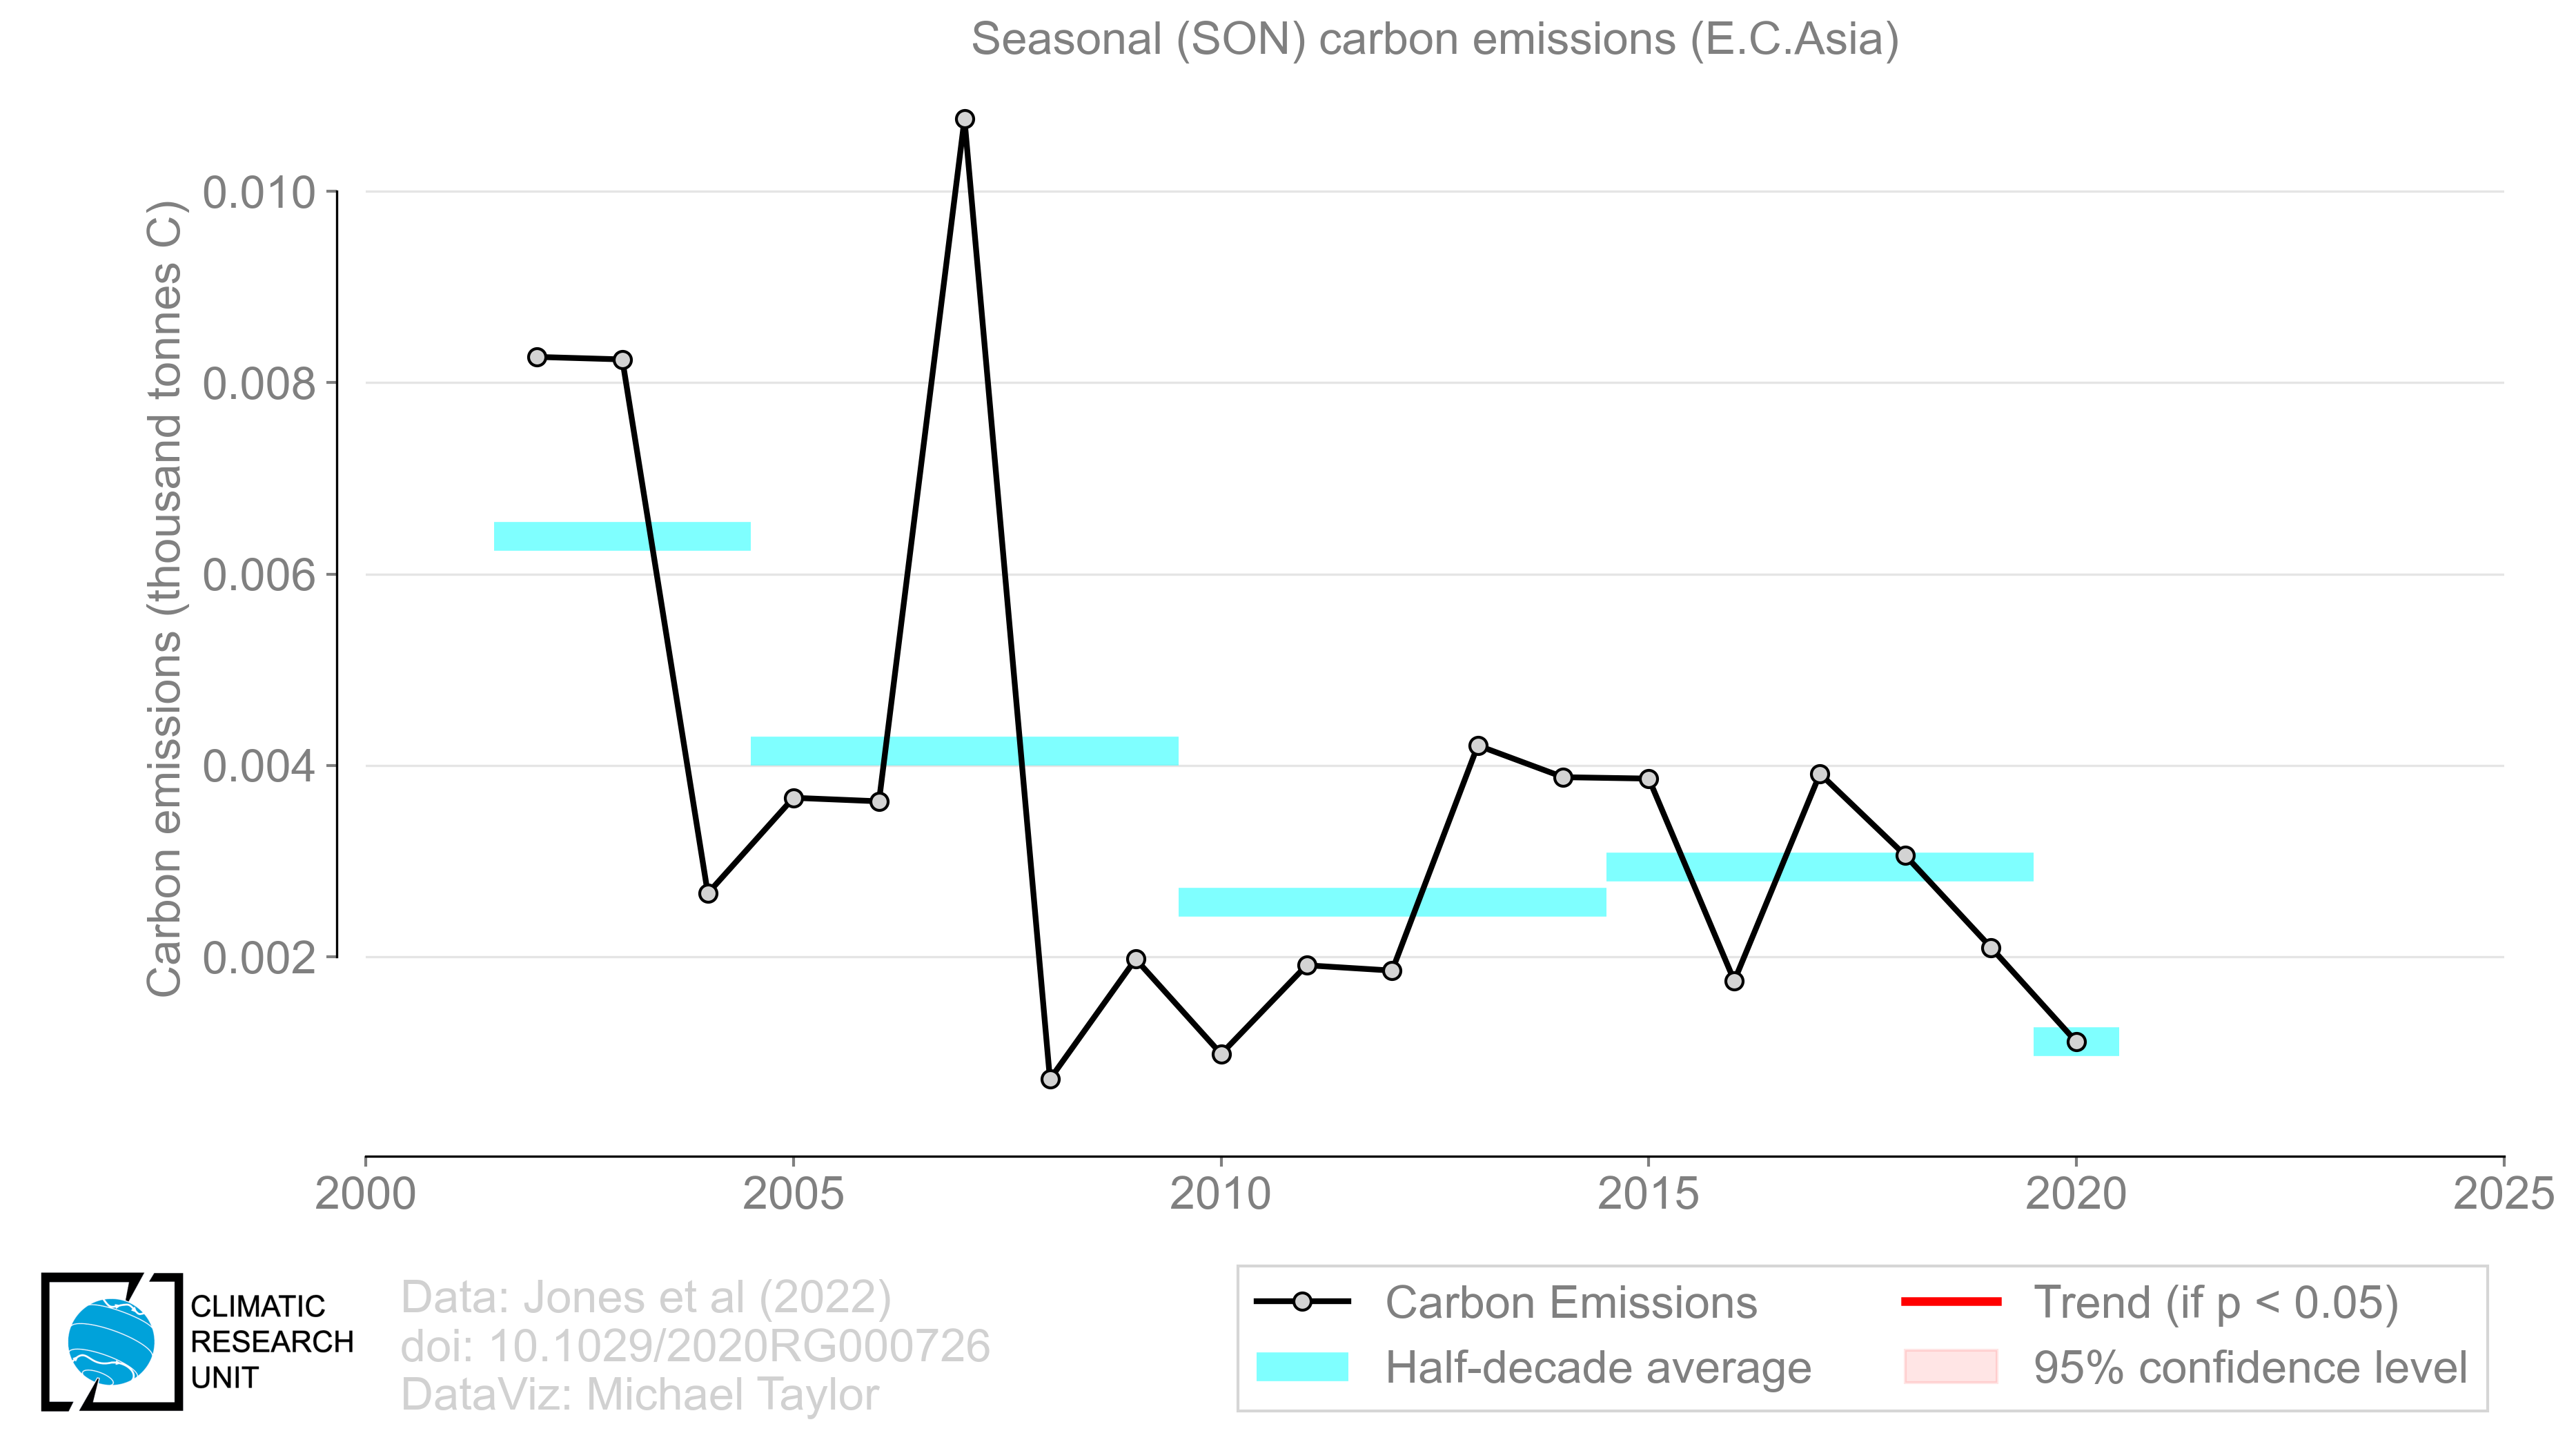 Seasonal (SON) carbon emissions (E.C.Asia)
Carbon emissions (thousand tonnes C)
0.010
0.008
0.006
0.004
0.002
2000
2005
2010
2015
2020
2025
CLIMATIC
RESEARCH
UNIT
Data: Jones et al (2022)
doi: 10.1029/2020RG000726
DataViz: Michael Taylor
Carbon Emissions
Half-decade average
Trend (if p < 0.05)
95% confidence level